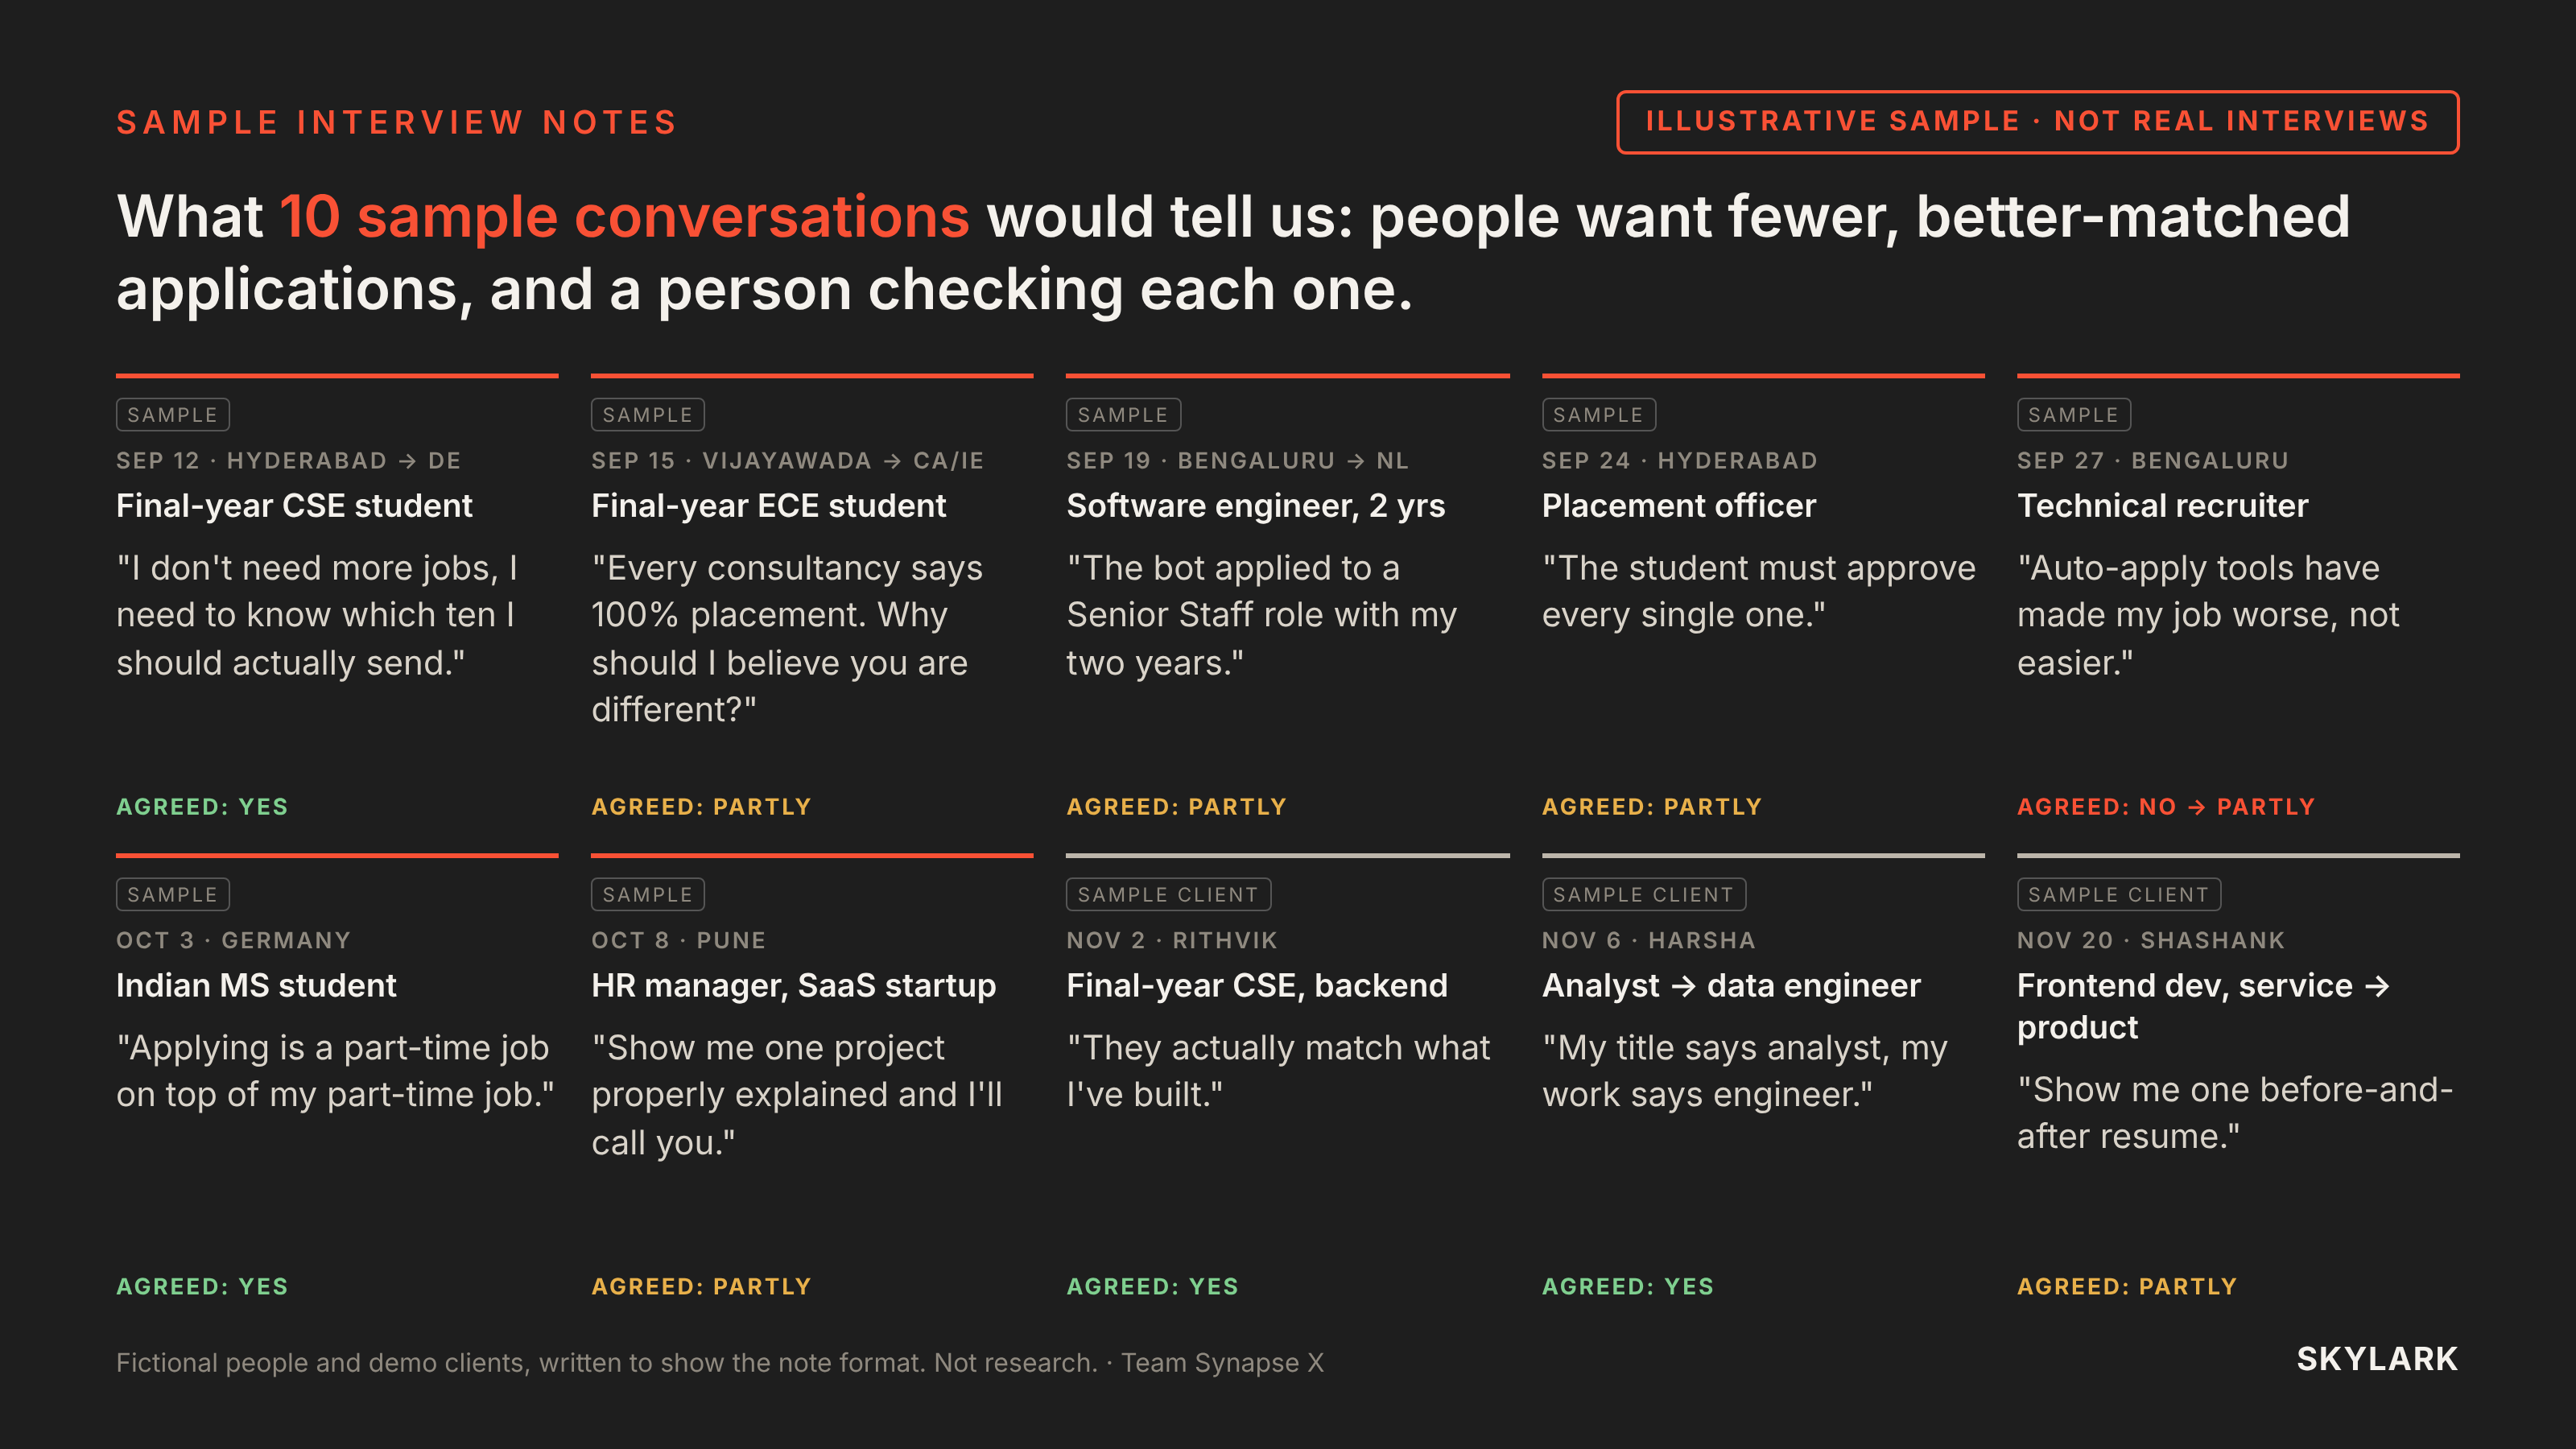 SAMPLE INTERVIEW NOTES
ILLUSTRATIVE SAMPLE · NOT REAL INTERVIEWS
What 10 sample conversations would tell us: people want fewer, better-matched
applications, and a person checking each one.
SAMPLE
SEP 12 · HYDERABAD → DE
Final-year CSE student
"I don't need more jobs, I
need to know which ten I
should actually send."
AGREED: YES
SAMPLE
SEP 15 · VIJAYAWADA → CA/IE
Final-year ECE student
"Every consultancy says
100% placement. Why
should I believe you are
different?"
AGREED: PARTLY
SAMPLE
SEP 19 · BENGALURU → NL
Software engineer, 2 yrs
"The bot applied to a
Senior Staff role with my
two years."
AGREED: PARTLY
SAMPLE
SEP 24 · HYDERABAD
Placement officer
"The student must approve
every single one."
AGREED: PARTLY
SAMPLE
SEP 27 · BENGALURU
Technical recruiter
"Auto-apply tools have
made my job worse, not
easier."
AGREED: NO → PARTLY
SAMPLE
OCT 3 · GERMANY
Indian MS student
"Applying is a part-time job
on top of my part-time job."
AGREED: YES
SAMPLE
OCT 8 · PUNE
HR manager, SaaS startup
"Show me one project
properly explained and I'll
call you."
AGREED: PARTLY
SAMPLE CLIENT
NOV 2 · RITHVIK
Final-year CSE, backend
"They actually match what
I've built."
AGREED: YES
SAMPLE CLIENT
NOV 6 · HARSHA
Analyst → data engineer
"My title says analyst, my
work says engineer."
AGREED: YES
SAMPLE CLIENT
NOV 20 · SHASHANK
Frontend dev, service →
product
"Show me one before-and-
after resume."
AGREED: PARTLY
Fictional people and demo clients, written to show the note format. Not research. · Team Synapse X
SKYLARK